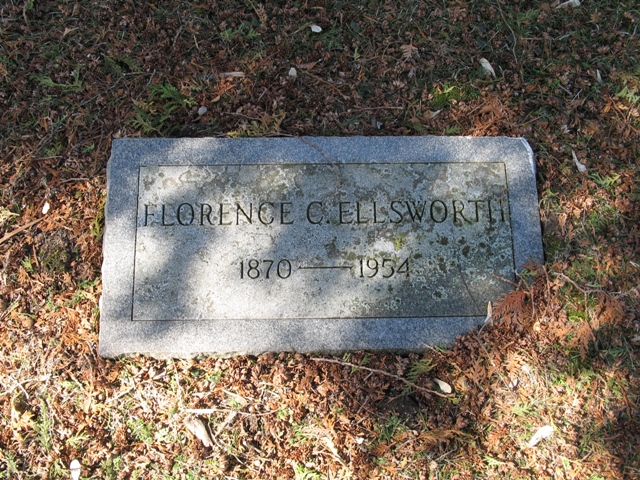 FLORENCE C. ELLSWORTH
1870 — 1954